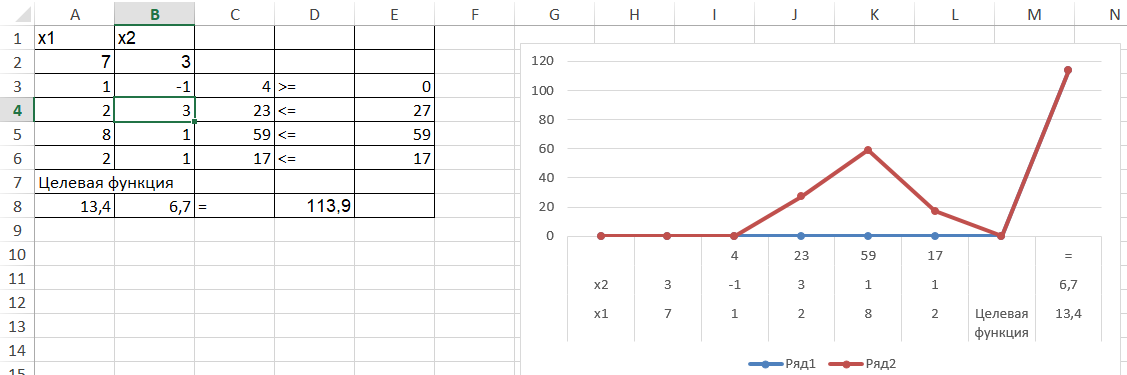 A B C D E F G H I J K L M N
1 x1 x2
2 7 3
3 1 -1 4 >= 0
4 2 3 23 <= 27
5 8 1 59 <= 59
6 2 1 17 <= 17
7 Целевая функция
8 13,4 6,7 = 113,9
9
10
11
12
13
14
15
120
100
80
60
40
20
0
4 23 59 17 =
x2 3 -1 3 1 1 6,7
x1 7 1 2 8 2 Целевая 13,4
функция
Ряд1 Ряд2